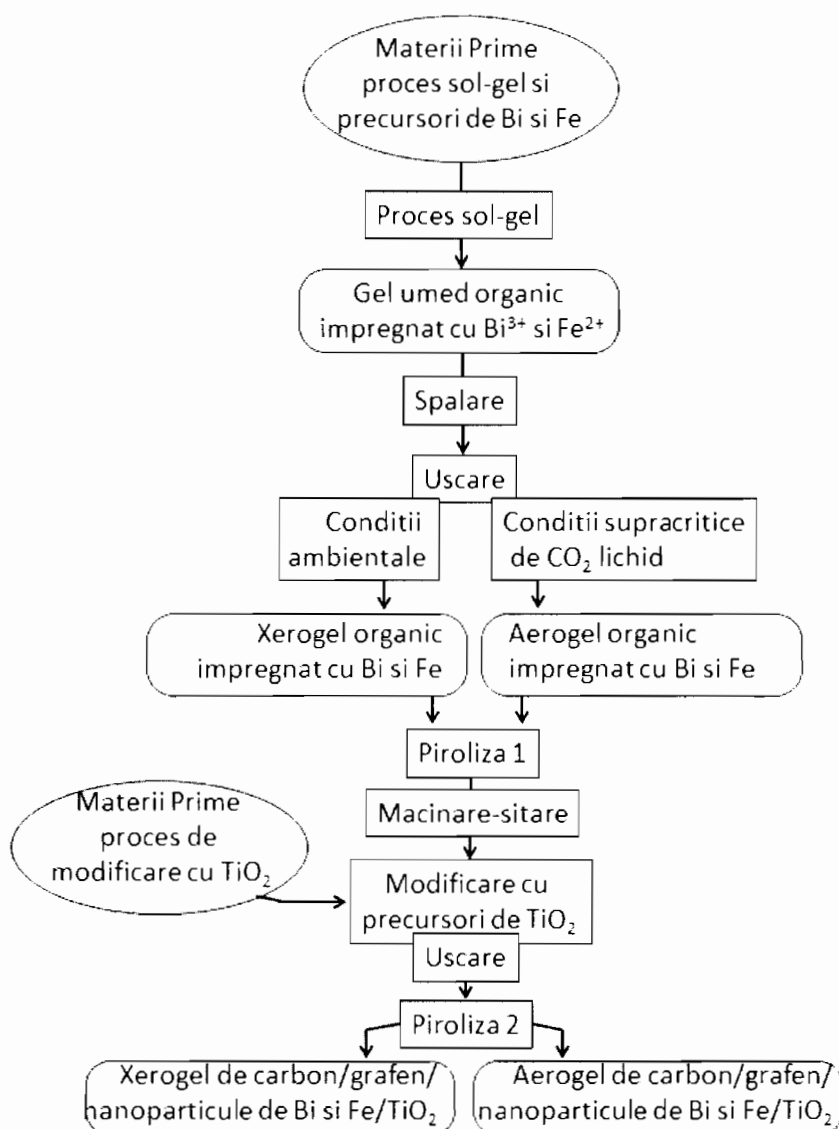 Materii Prime
proces sol-gel si
precursori de Bi si Fe
Proces sol-gel
Gel umed organic
impregnat cu Bi³⁺ si Fe²⁺
Spalare
Uscare
Conditii
ambientale
Conditii supracritice
de CO₂ lichid
Xerogel organic
impregnat cu Bi si Fe
Aerogel organic
impregnat cu Bi si Fe
Piroliza 1
Macinare-sitare
Materii Prime
proces de
modificare cu TiO₂
Modificare cu
precursori de TiO₂
Uscare
Piroliza 2
Xerogel de carbon/grafen/
nanoparticule de Bi si Fe/TiO₂
Aerogel de carbon/grafen/
nanoparticule de Bi si Fe/TiO₂